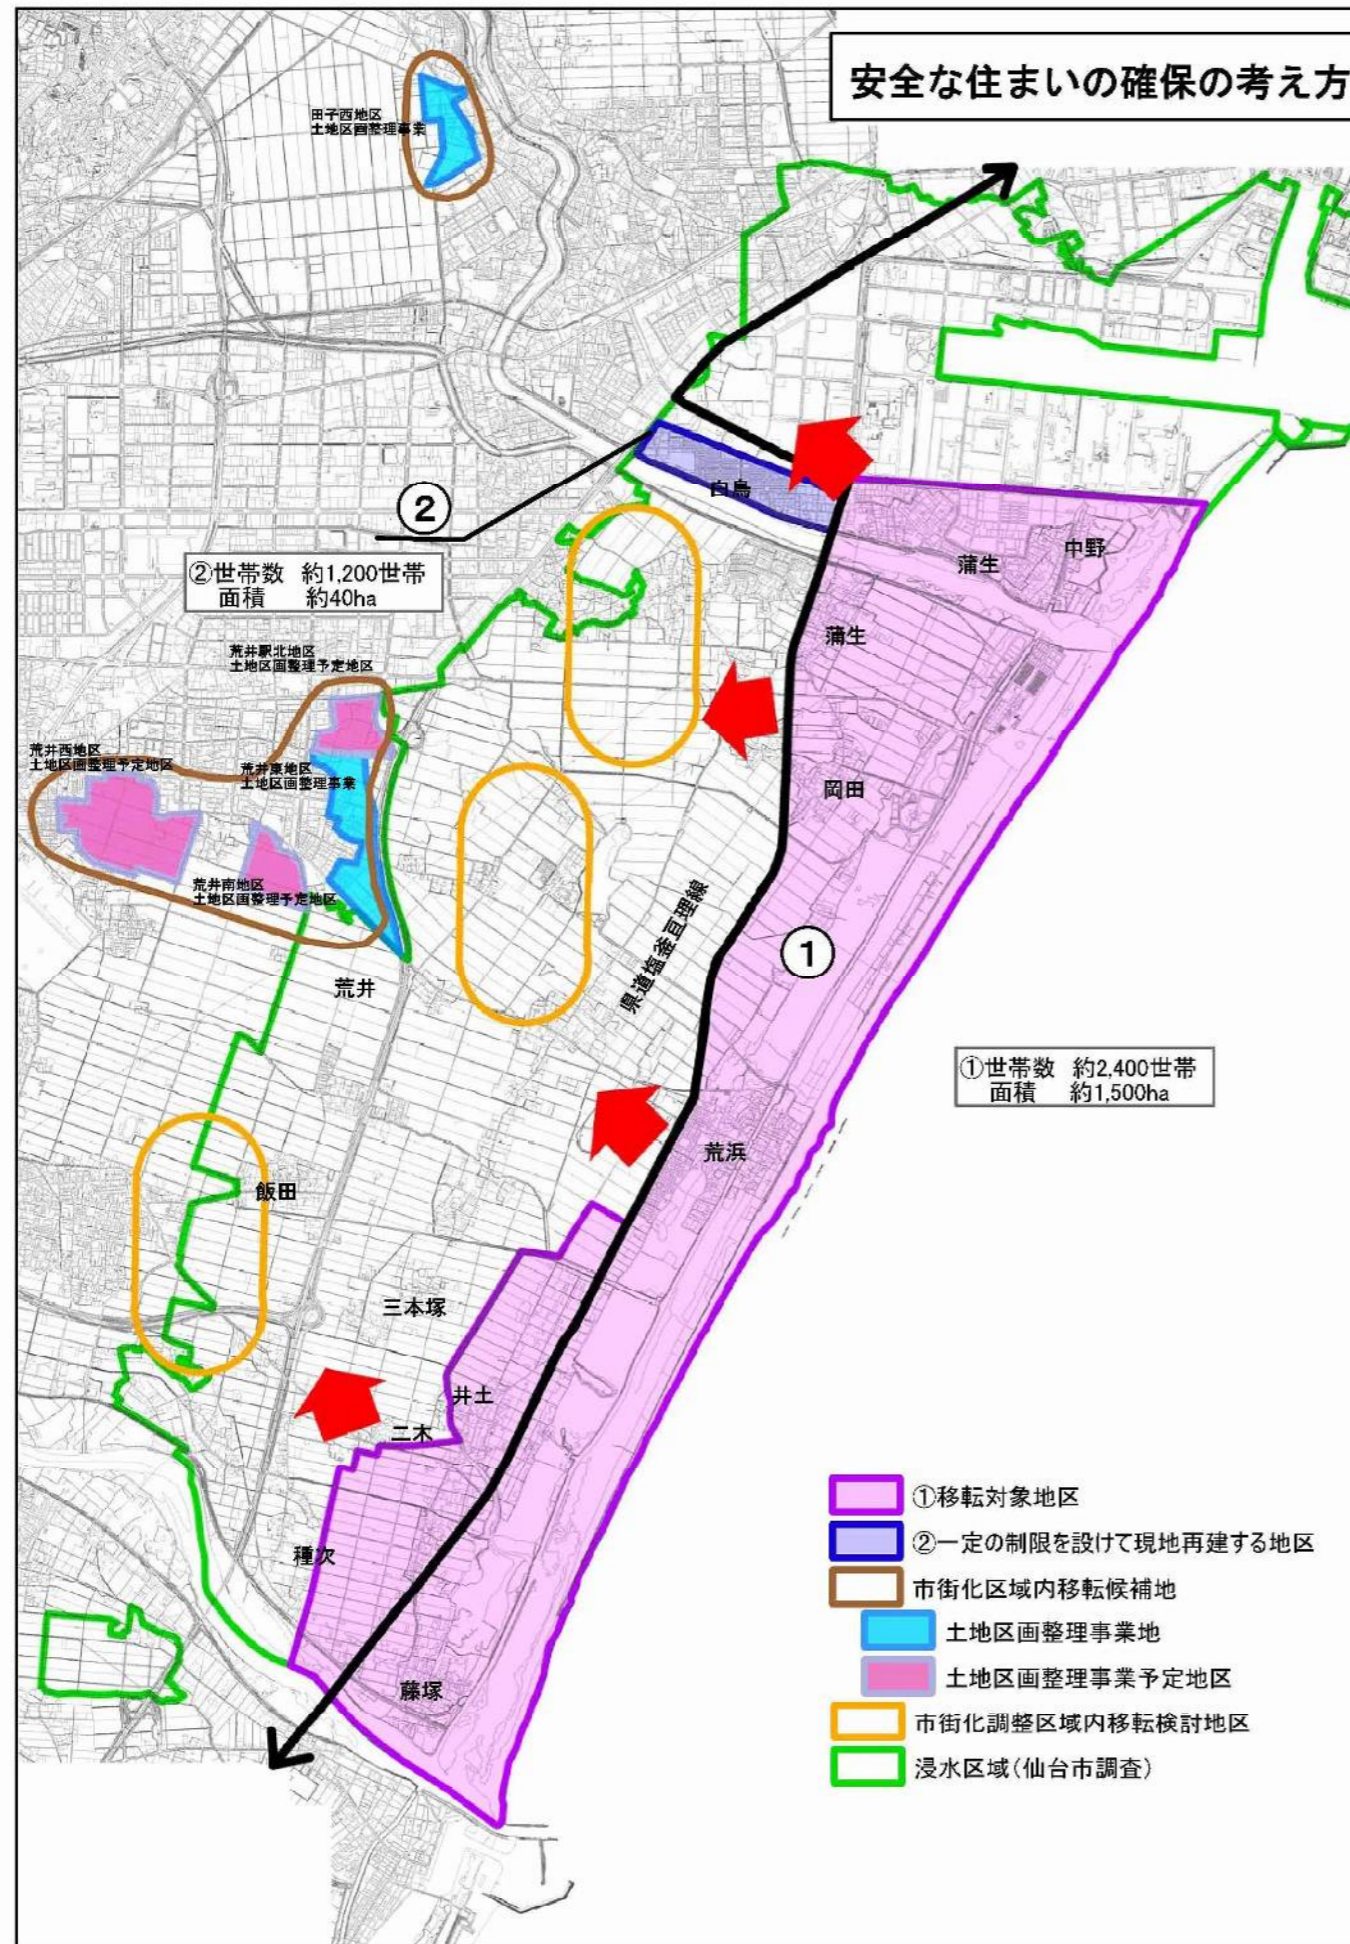 安全な住まいの確保の考え方
田子西地区
土地区画整理事業
白鳥
②
②世帯数 約1,200世帯
面積 約40ha
中野
蒲生
蒲生
荒井駅北地区
土地区画整理予定地区
荒井西地区
土地区画整理予定地区
荒井東地区
土地区画整理事業
岡田
荒井南地区
土地区画整理予定地区
県道塩釜亘理線
①
荒井
①世帯数 約2,400世帯
面積 約1,500ha
荒浜
飯田
三本塚
井土
二木
種次
藤塚
①移転対象地区
②一定の制限を設けて現地再建する地区
市街化区域内移転候補地
土地区画整理事業地
土地区画整理事業予定地区
市街化調整区域内移転検討地区
浸水区域(仙台市調査)